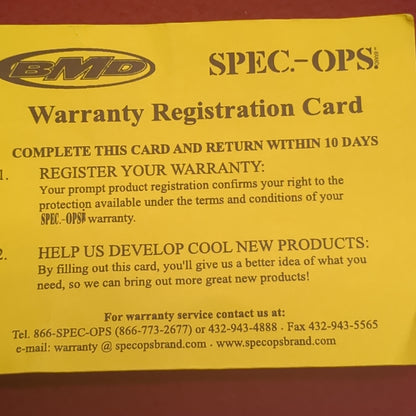 BMD SPEC.-OPS
Warranty Registration Card
COMPLETE THIS CARD AND RETURN WITHIN 10 DAYS
1. REGISTER YOUR WARRANTY:
Your prompt product registration confirms your right to the
protection available under the terms and conditions of your
SPEC.-OPS warranty.
2. HELP US DEVELOP COOL NEW PRODUCTS:
By filling out this card, you'll give us a better idea of what you
need, so we can bring out more great new products!
For warranty service contact us at:
Tel. 866-SPEC-OPS (866-773-2677) or 432-943-4888 . Fax 432-943-5565
e-mail: warranty @ specopsbrand.com . www.specopsbrand.com